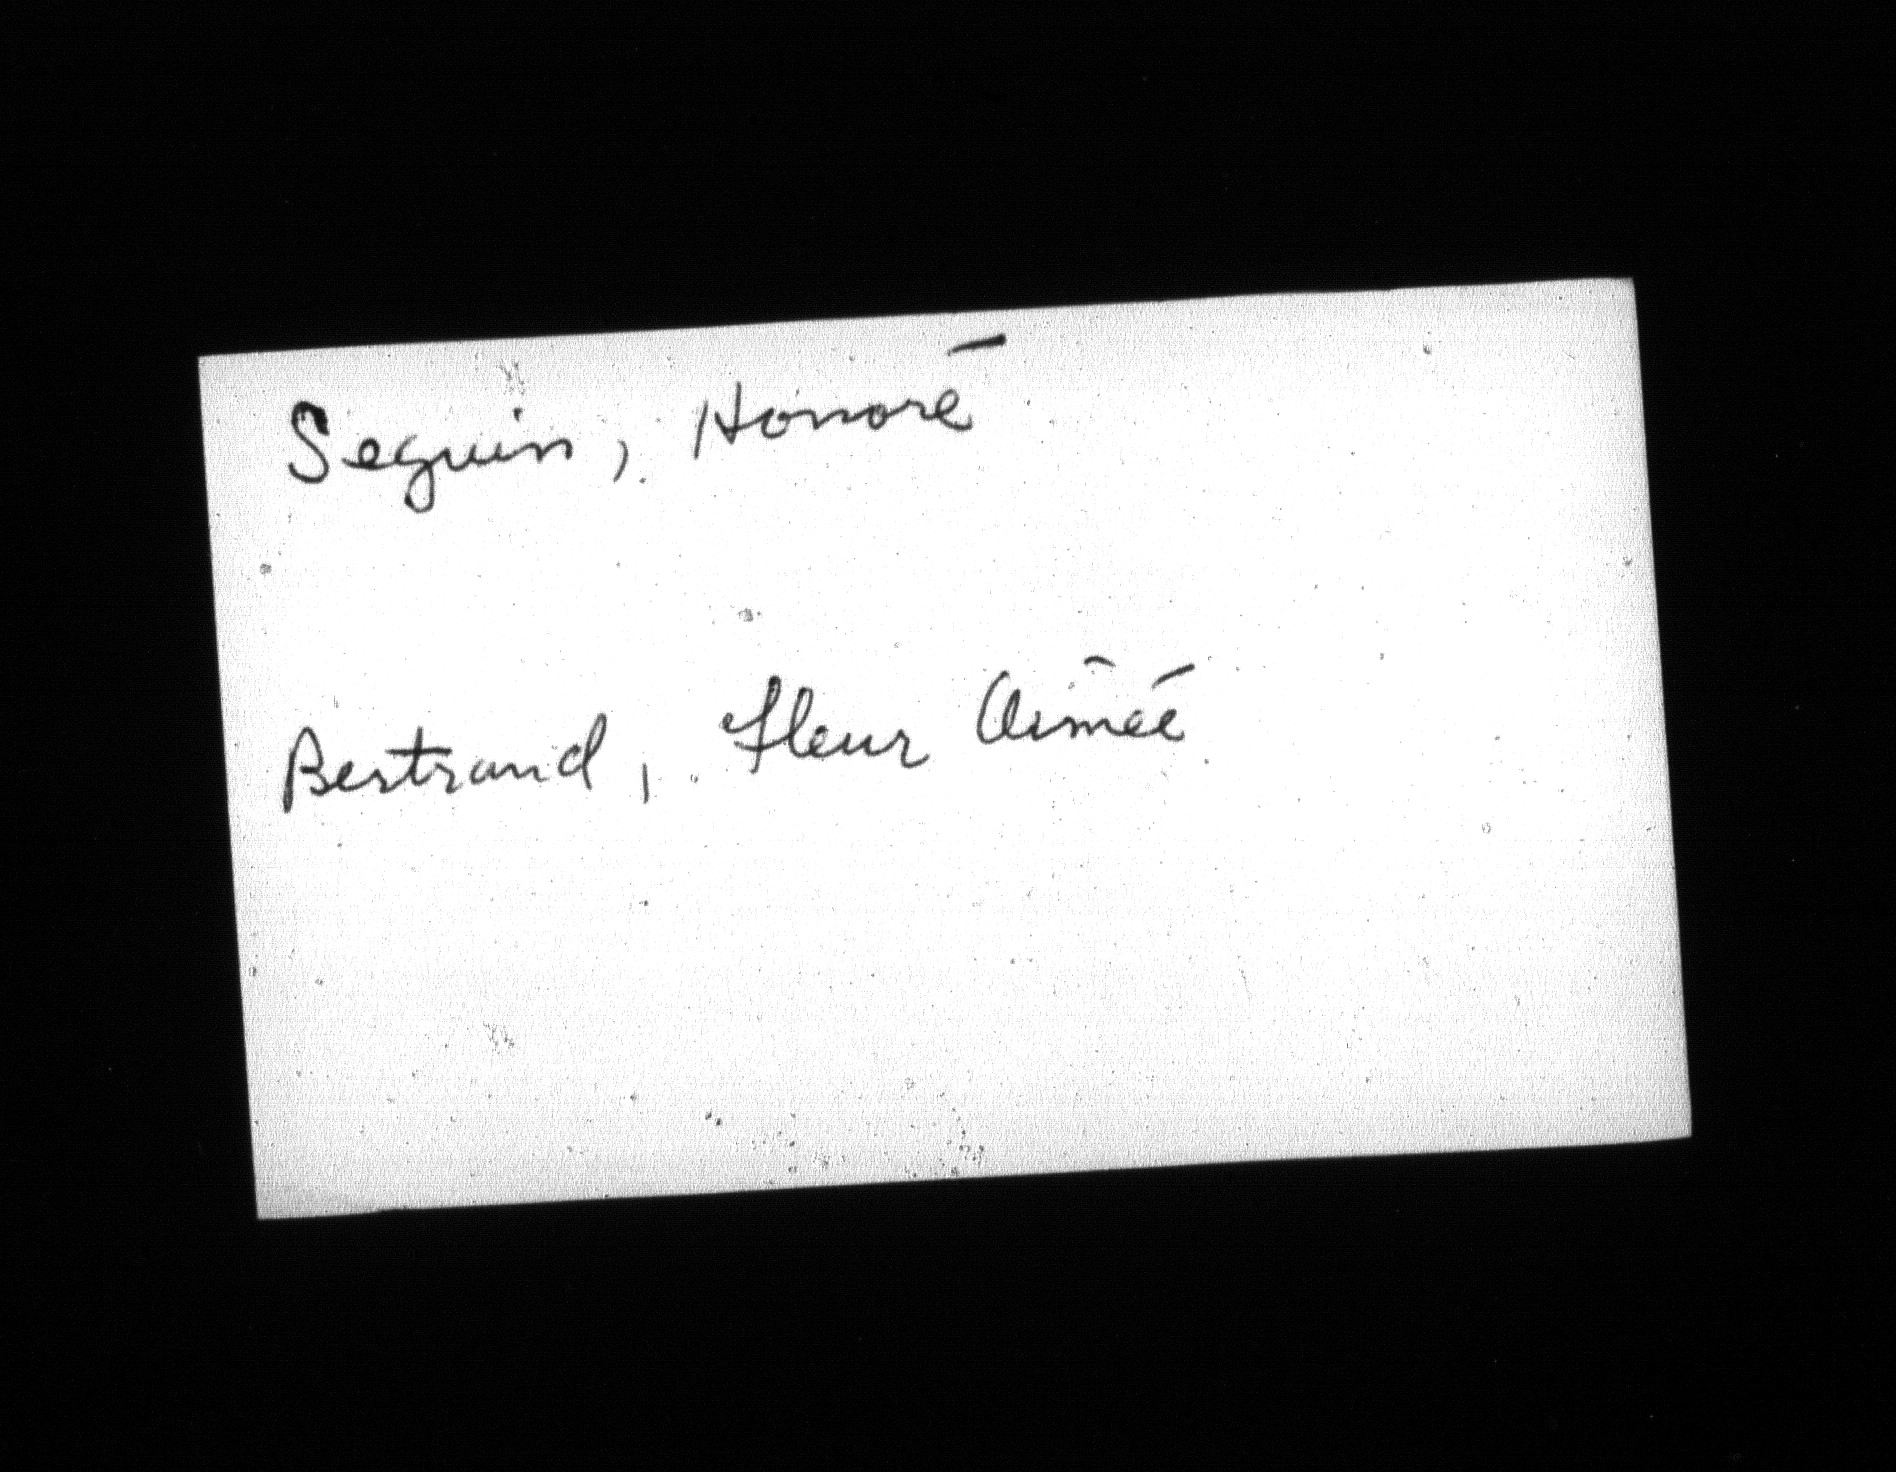 Seguin, Honoré
Bertrand, Fleur Aimée